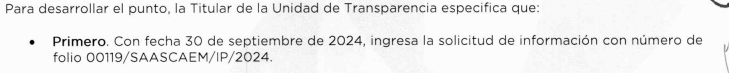 Para desarrollar el punto, la Titular de la Unidad de Transparencia especifica que:
• Primero. Con fecha 30 de septiembre de 2024, ingresa la solicitud de información con número de
folio 00119/SAASCAEM/IP/2024.